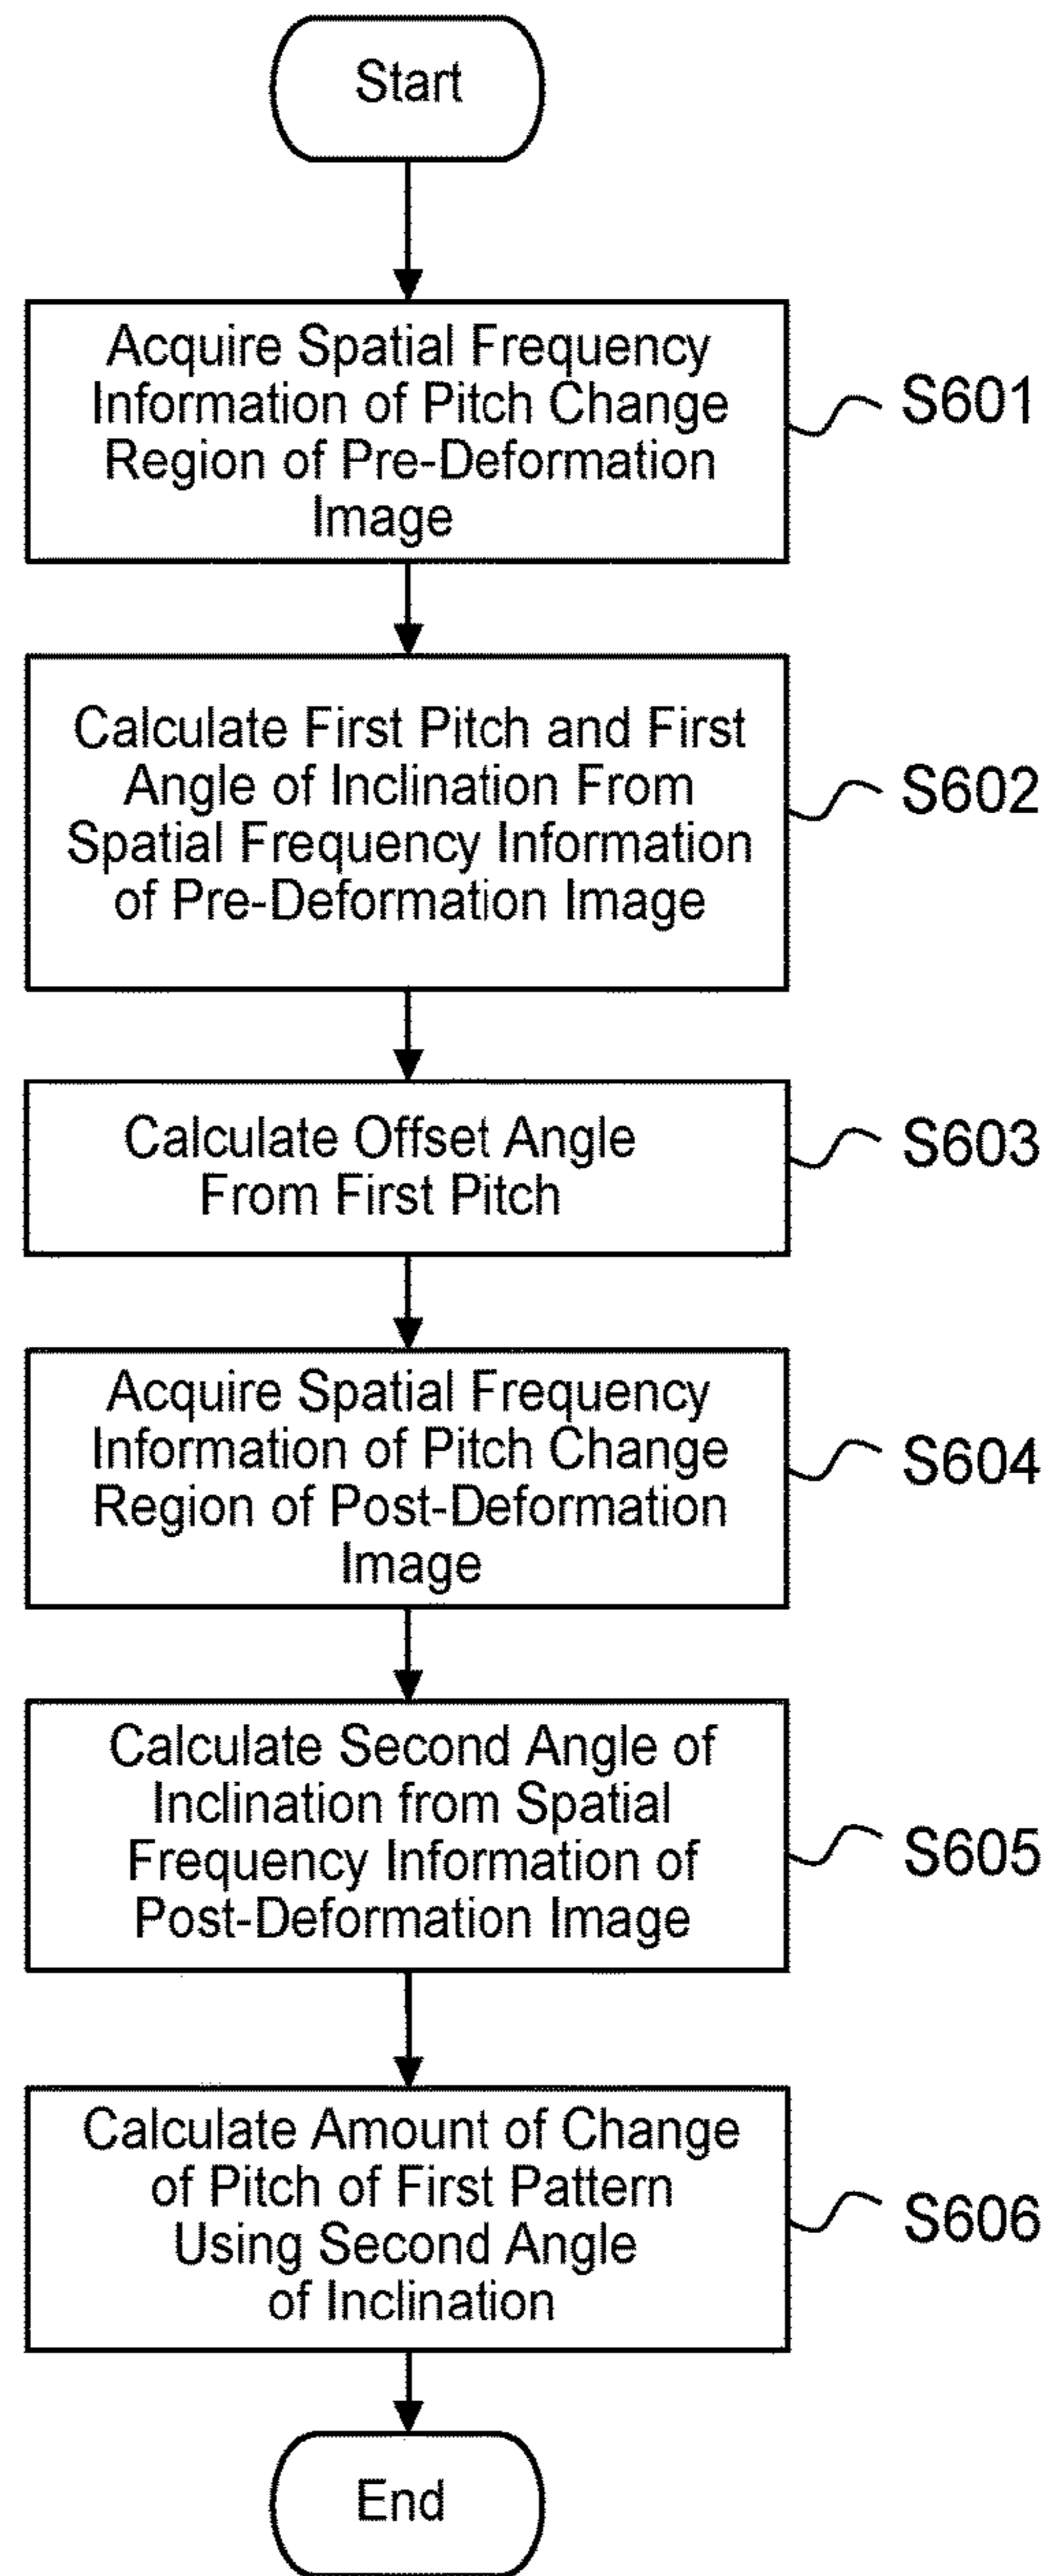 Start
Acquire Spatial Frequency
Information of Pitch Change
Region of Pre-Deformation
Image
S601
Calculate First Pitch and First
Angle of Inclination From
Spatial Frequency Information
of Pre-Deformation Image
S602
Calculate Offset Angle
From First Pitch
S603
Acquire Spatial Frequency
Information of Pitch Change
Region of Post-Deformation
Image
S604
Calculate Second Angle of
Inclination from Spatial
Frequency Information of
Post-Deformation Image
S605
Calculate Amount of Change
of Pitch of First Pattern
Using Second Angle
of Inclination
S606
End